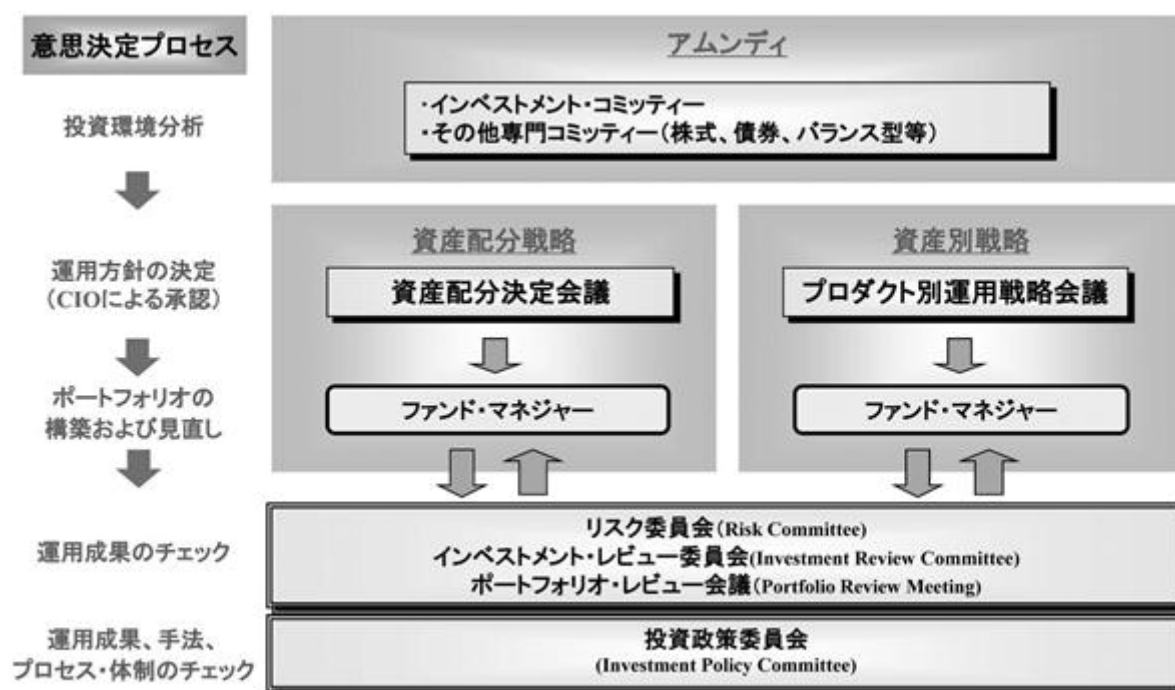 意思決定プロセス
アムンディ
投資環境分析
・インベストメント・コミッティー
・その他専門コミッティー(株式、債券、バランス型等)
資産配分戦略
資産別戦略
運用方針の決定
(CIOによる承認)
資産配分決定会議
プロダクト別運用戦略会議
ポートフォリオの
構築および見直し
ファンド・マネジャー
ファンド・マネジャー
運用成果のチェック
リスク委員会(Risk Committee)
インベストメント・レビュー委員会(Investment Review Committee)
ポートフォリオ・レビュー会議(Portfolio Review Meeting)
運用成果、手法、
プロセス・体制のチェック
投資政策委員会
(Investment Policy Committee)